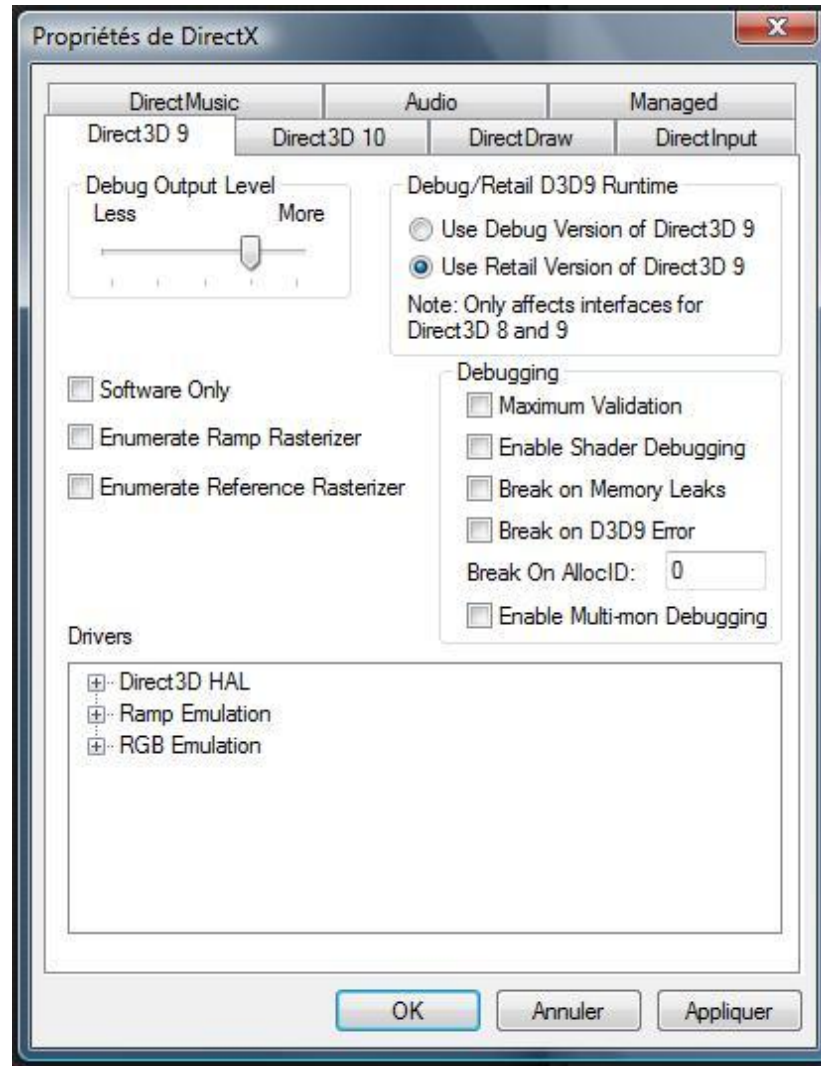 Propriétés de DirectX
DirectMusic Audio Managed
Direct3D 9 Direct3D 10 DirectDraw DirectInput
Debug Output Level
Less More
Debug/Retail D3D9 Runtime
Use Debug Version of Direct3D 9
Use Retail Version of Direct3D 9
Note: Only affects interfaces for
Direct3D 8 and 9
Software Only
Enumerate Ramp Rasterizer
Enumerate Reference Rasterizer
Debugging
Maximum Validation
Enable Shader Debugging
Break on Memory Leaks
Break on D3D9 Error
Break On AllocID: 0
Enable Multi-mon Debugging
Drivers
Direct3D HAL
Ramp Emulation
RGB Emulation
OK Annuler Appliquer